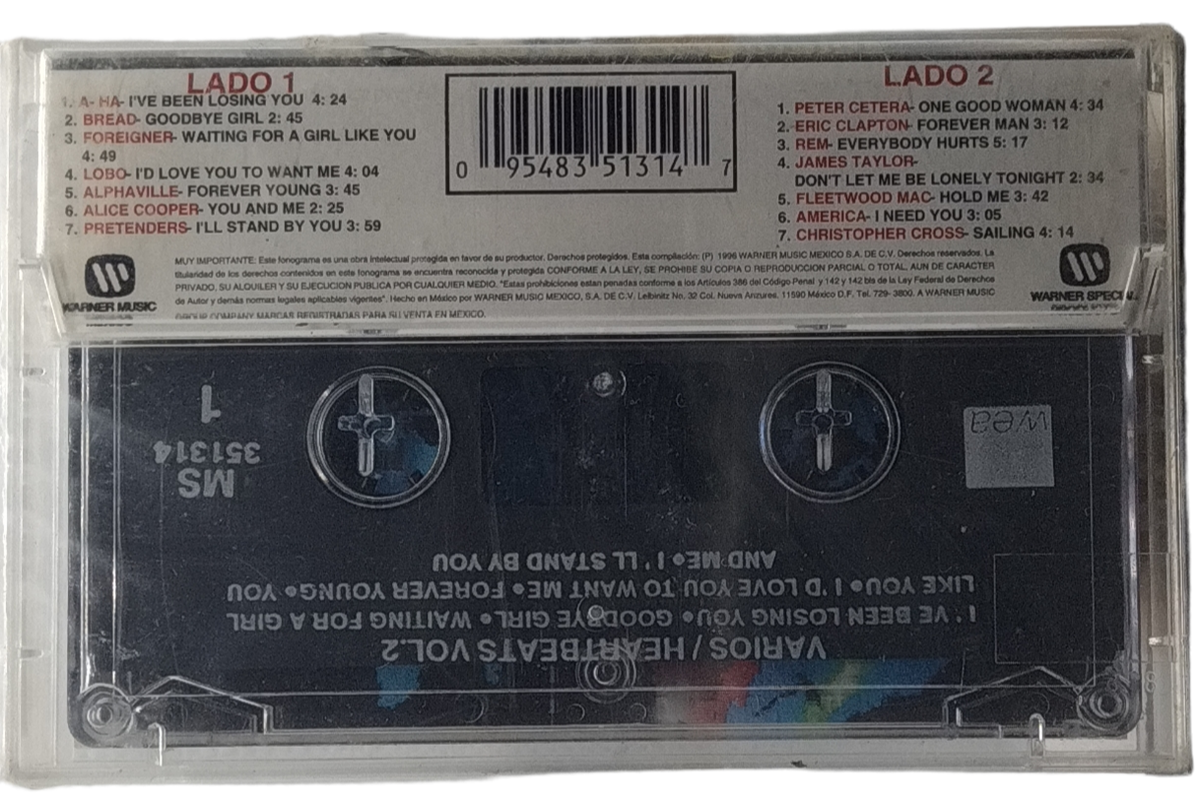 LADO 1
1. A-HA- I'VE BEEN LOSING YOU 4: 24
2. BREAD- GOODBYE GIRL 2: 45
3. FOREIGNER- WAITING FOR A GIRL LIKE YOU
4: 49
4. LOBO- I'D LOVE YOU TO WANT ME 4: 04
5. ALPHAVILLE- FOREVER YOUNG 3: 45
6. ALICE COOPER- YOU AND ME 2: 25
7. PRETENDERS- I'LL STAND BY YOU 3: 59
0 95483 51314 7
LADO 2
1. PETER CETERA- ONE GOOD WOMAN 4: 34
2. ERIC CLAPTON- FOREVER MAN 3: 12
3. REM- EVERYBODY HURTS 5: 17
4. JAMES TAYLOR-
DON'T LET ME BE LONELY TONIGHT 2: 34
5. FLEETWOOD MAC- HOLD ME 3: 42
6. AMERICA- I NEED YOU 3: 05
7. CHRISTOPHER CROSS- SAILING 4: 14
WARNER MUSIC
MUY IMPORTANTE: Este fonograma es una obra intelectual protegida en favor de su productor. Derechos protegidos. Esta compilación: (P) 1996 WARNER MUSIC MEXICO S.A. DE C.V. Derechos reservados. La
titularidad de los derechos contenidos en este fonograma se encuentra reconocida y protegida CONFORME A LA LEY, SE PROHIBE SU COPIA O REPRODUCCION PARCIAL O TOTAL, AUN DE CARACTER
PRIVADO, SU ALQUILER Y SU EJECUCION PUBLICA POR CUALQUIER MEDIO. "Estas prohibiciones estan penadas conforme a los Artículos 386 del Código Penal y 142 y 142 bis de la Ley Federal de Derechos
de Autor y demás normas legales aplicables vigentes". Hecho en México por WARNER MUSIC MEXICO, S.A. DE C.V. Leibinitz No. 32 Col. Nueva Anzures. 11590 México D.F. Tel. 729- 3800. A WARNER MUSIC
GROUP COMPANY MARCAS REGISTRADAS PARA SU VENTA EN MEXICO.
WARNER SPECIAL
PRODUCTS
VARIOS / HEARTBEATS VOL.2
I 'VE BEEN LOSING YOU • GOODBYE GIRL • WAITING FOR A GIRL
LIKE YOU • I 'D LOVE YOU TO WANT ME • FOREVER YOUNG • YOU
AND ME • I 'LL STAND BY YOU
wea
MS
351314
1